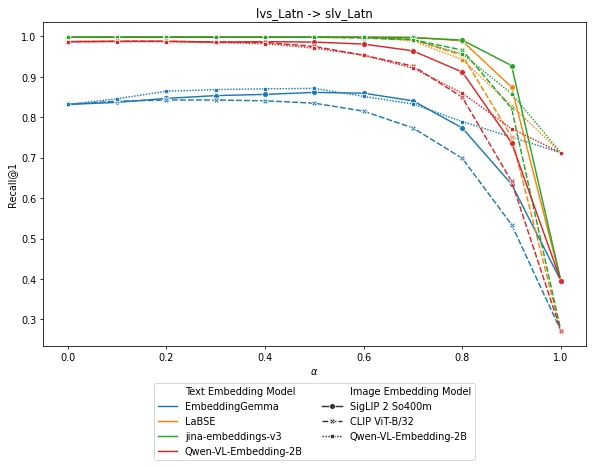 lvs_Latn -> slv_Latn
Recall@1
1.0
0.9
0.8
0.7
0.6
0.5
0.4
0.3
0.0 0.2 0.4 0.6 0.8 1.0
α
Text Embedding Model Image Embedding Model
EmbeddingGemma SigLIP 2 So400m
LaBSE CLIP ViT-B/32
jina-embeddings-v3 Qwen-VL-Embedding-2B
Qwen-VL-Embedding-2B